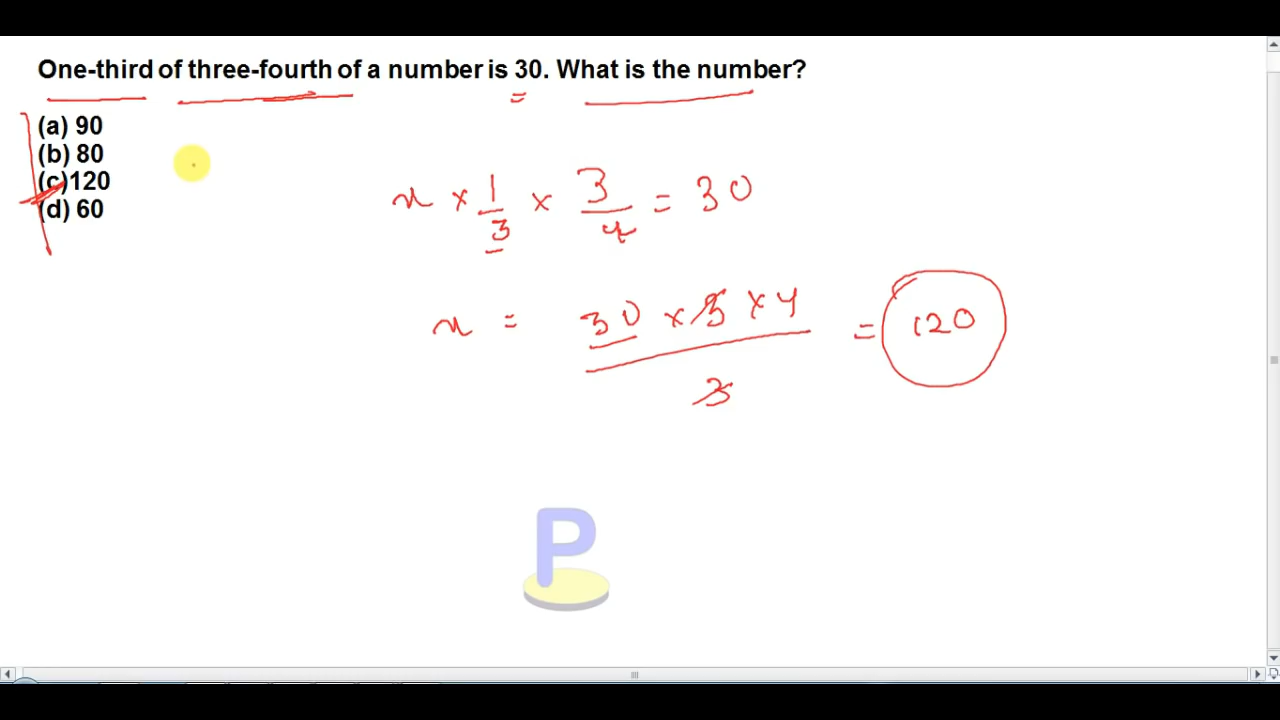 One-third of three-fourth of a number is 30. What is the number?
(a) 90
(b) 80
(c)120
(d) 60
x × 1/3 × 3/4 = 30
x = 30 × 3 × 4 / 3 = 120
P